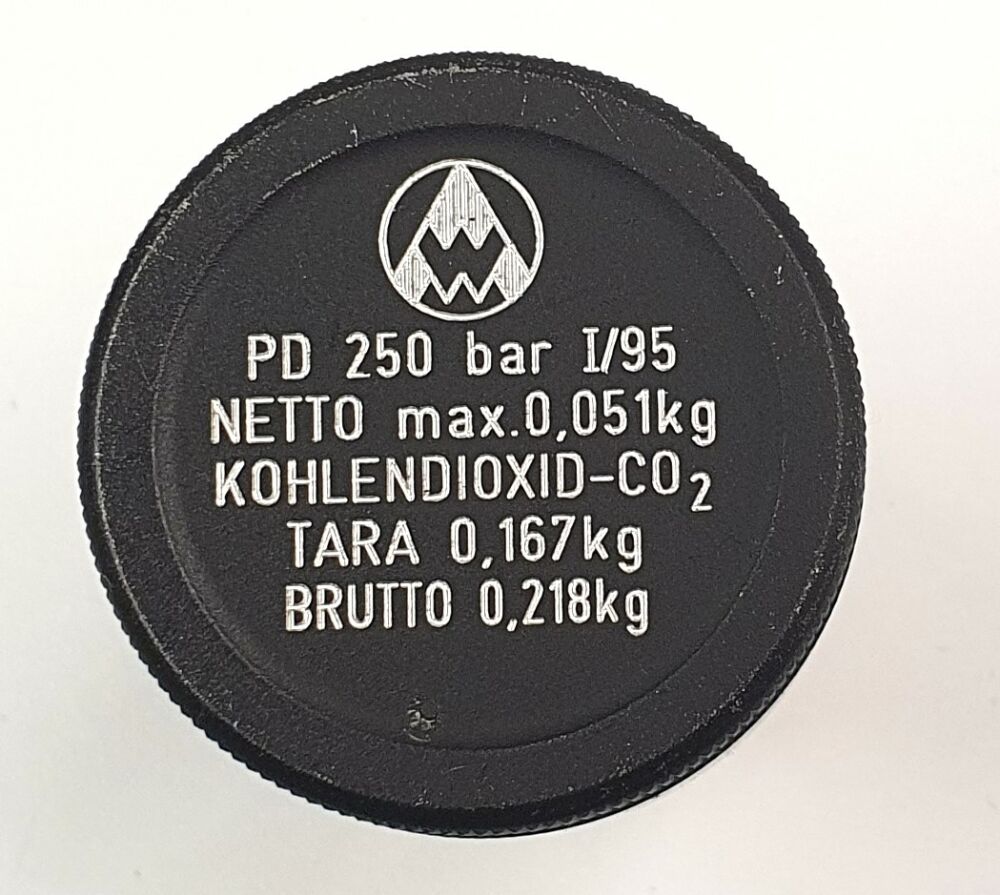 PD 250 bar I/95
NETTO max.0,051kg
KOHLENDIOXID-CO₂
TARA 0,167kg
BRUTTO 0,218kg